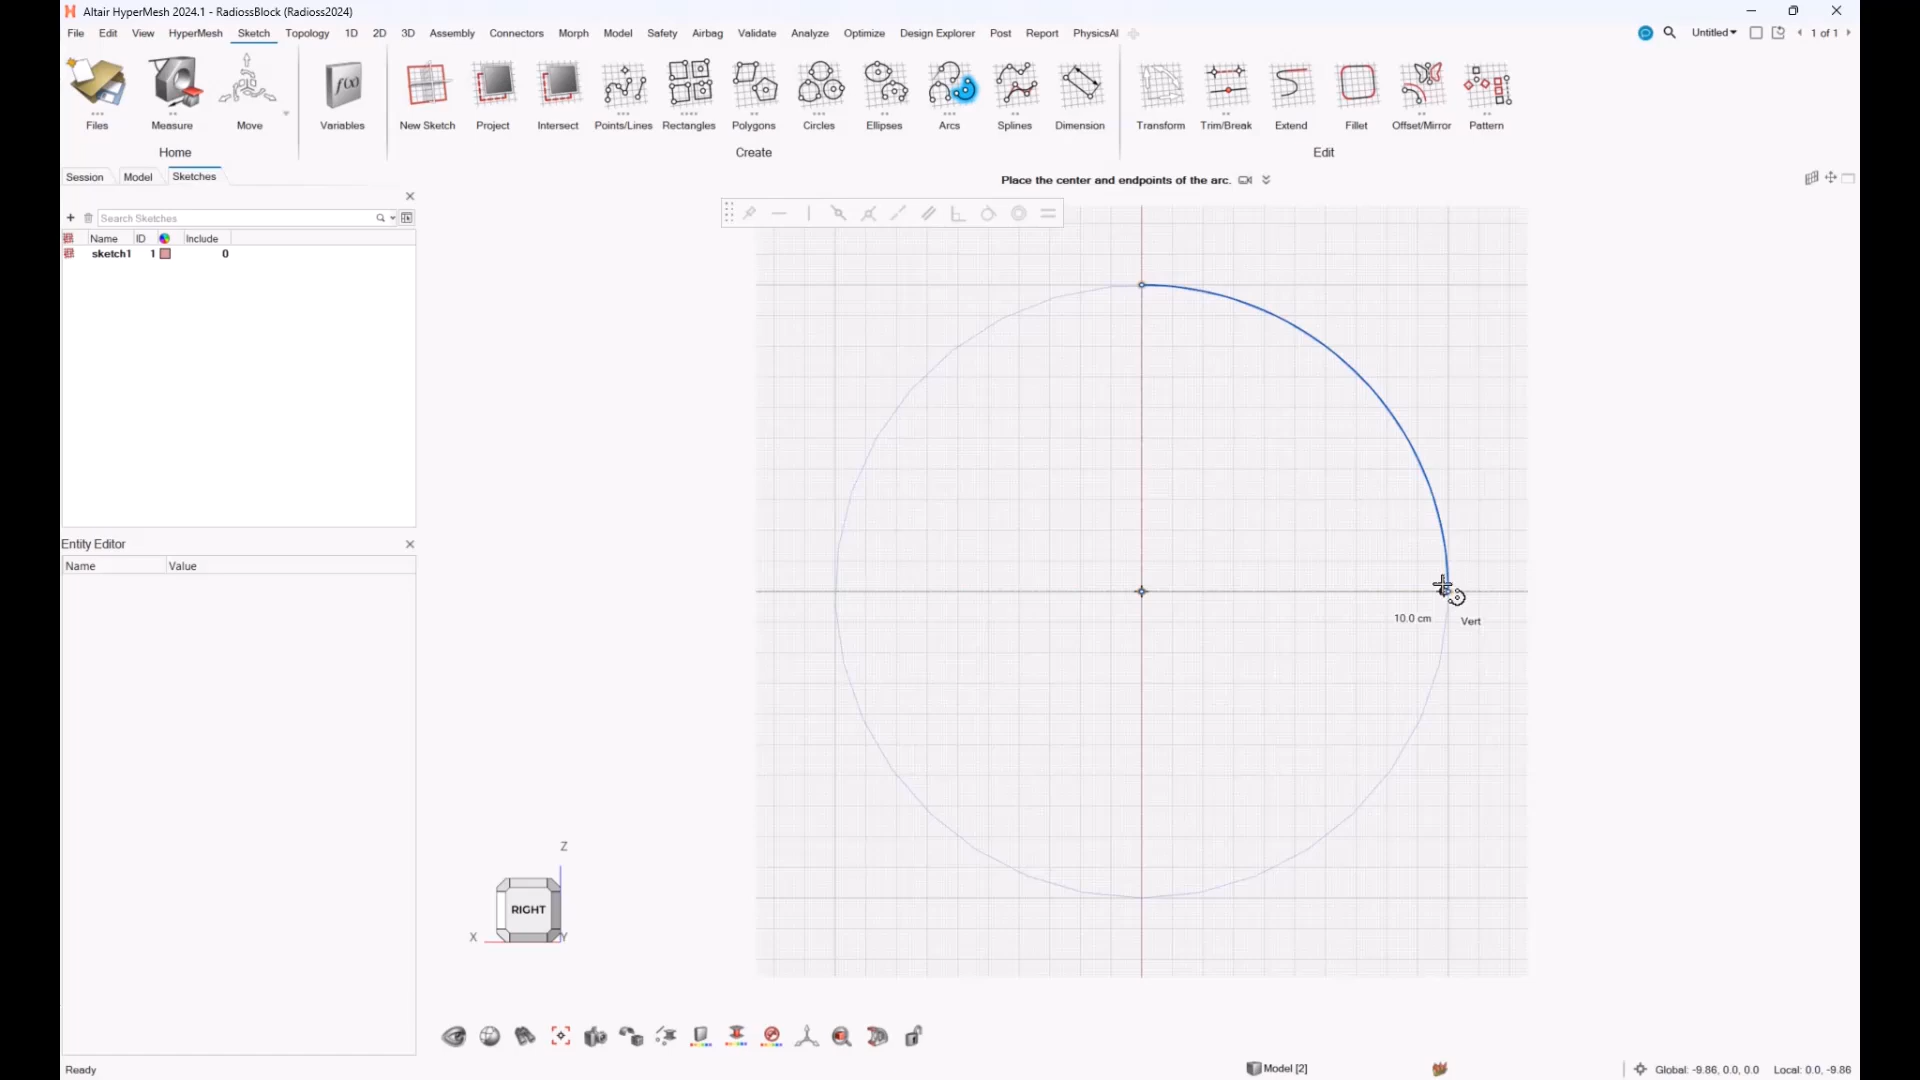 Altair HyperMesh 2024.1 - RadiossBlock (Radioss2024)
File Edit View HyperMesh Sketch Topology 1D 2D 3D Assembly Connectors Morph Model Safety Airbag Validate Analyze Optimize Design Explorer Post Report PhysicsAI Untitled 1 of 1
f(x)
Files Measure Move Variables New Sketch Project Intersect Points/Lines Rectangles Polygons Circles Ellipses Arcs Splines Dimension Transform Trim/Break Extend Fillet Offset/Mirror Pattern
Home Create Edit
Session Model Sketches
Place the center and endpoints of the arc.
Search Sketches
Name ID Include
sketch1 1 0
Entity Editor
Name Value
10.0 cm Vert
Z
RIGHT
X Y
Ready Model [2] Global: -9.86, 0.0, 0.0 Local: 0.0, -9.86